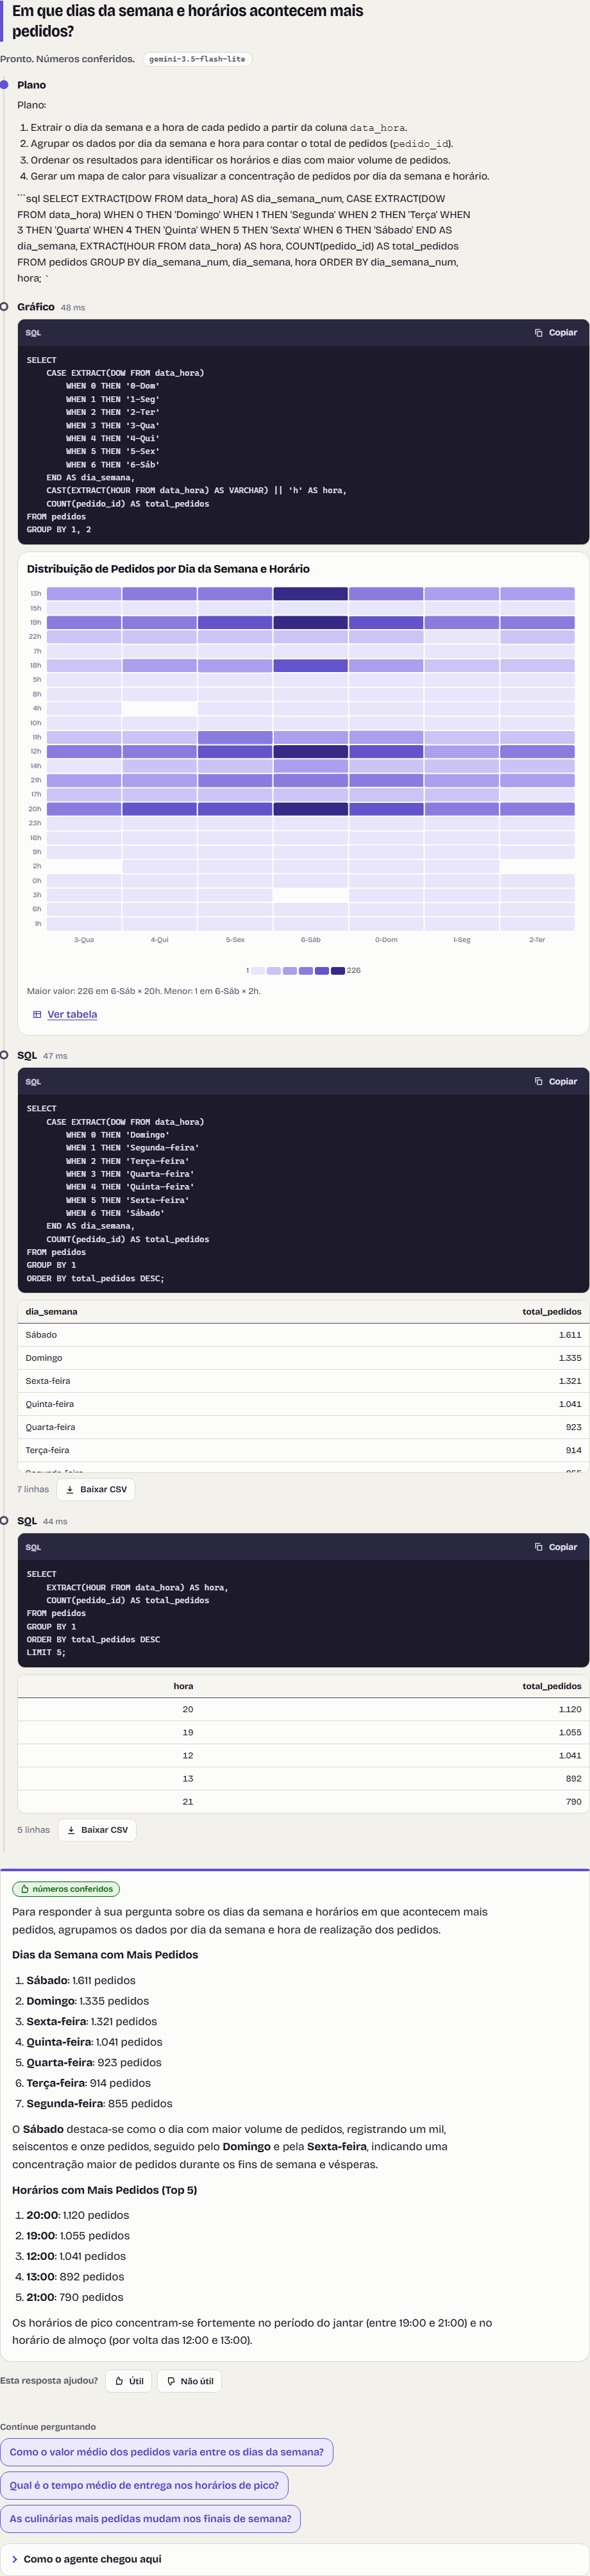 Em que dias da semana e horários acontecem mais
pedidos?
Pronto. Números conferidos. gemini-3.5-flash-lite
Plano
Plano:
1. Extrair o dia da semana e a hora de cada pedido a partir da coluna data_hora.
2. Agrupar os dados por dia da semana e hora para contar o total de pedidos (pedido_id).
3. Ordenar os resultados para identificar os horários e dias com maior volume de pedidos.
4. Gerar um mapa de calor para visualizar a concentração de pedidos por dia da semana e horário.
```sql SELECT EXTRACT(DOW FROM data_hora) AS dia_semana_num, CASE EXTRACT(DOW
FROM data_hora) WHEN 0 THEN 'Domingo' WHEN 1 THEN 'Segunda' WHEN 2 THEN 'Terça' WHEN
3 THEN 'Quarta' WHEN 4 THEN 'Quinta' WHEN 5 THEN 'Sexta' WHEN 6 THEN 'Sábado' END AS
dia_semana, EXTRACT(HOUR FROM data_hora) AS hora, COUNT(pedido_id) AS total_pedidos
FROM pedidos GROUP BY dia_semana_num, dia_semana, hora ORDER BY dia_semana_num,
hora; `
Gráfico 48 ms
SQL Copiar
SELECT
CASE EXTRACT(DOW FROM data_hora)
WHEN 0 THEN '0-Dom'
WHEN 1 THEN '1-Seg'
WHEN 2 THEN '2-Ter'
WHEN 3 THEN '3-Qua'
WHEN 4 THEN '4-Qui'
WHEN 5 THEN '5-Sex'
WHEN 6 THEN '6-Sáb'
END AS dia_semana,
CAST(EXTRACT(HOUR FROM data_hora) AS VARCHAR) || 'h' AS hora,
COUNT(pedido_id) AS total_pedidos
FROM pedidos
GROUP BY 1, 2
Distribuição de Pedidos por Dia da Semana e Horário
13h
15h
19h
22h
7h
18h
5h
8h
4h
10h
11h
12h
14h
21h
17h
20h
23h
16h
9h
2h
0h
3h
6h
1h
3-Qua 4-Qui 5-Sex 6-Sáb 0-Dom 1-Seg 2-Ter
1 226
Maior valor: 226 em 6-Sáb × 20h. Menor: 1 em 6-Sáb × 2h.
Ver tabela
SQL 47 ms
SQL Copiar
SELECT
CASE EXTRACT(DOW FROM data_hora)
WHEN 0 THEN 'Domingo'
WHEN 1 THEN 'Segunda-feira'
WHEN 2 THEN 'Terça-feira'
WHEN 3 THEN 'Quarta-feira'
WHEN 4 THEN 'Quinta-feira'
WHEN 5 THEN 'Sexta-feira'
WHEN 6 THEN 'Sábado'
END AS dia_semana,
COUNT(pedido_id) AS total_pedidos
FROM pedidos
GROUP BY 1
ORDER BY total_pedidos DESC;
dia_semana total_pedidos
Sábado 1.611
Domingo 1.335
Sexta-feira 1.321
Quinta-feira 1.041
Quarta-feira 923
Terça-feira 914
Segunda-feira 855
7 linhas Baixar CSV
SQL 44 ms
SQL Copiar
SELECT
EXTRACT(HOUR FROM data_hora) AS hora,
COUNT(pedido_id) AS total_pedidos
FROM pedidos
GROUP BY 1
ORDER BY total_pedidos DESC
LIMIT 5;
hora total_pedidos
20 1.120
19 1.055
12 1.041
13 892
21 790
5 linhas Baixar CSV
números conferidos
Para responder à sua pergunta sobre os dias da semana e horários em que acontecem mais
pedidos, agrupamos os dados por dia da semana e hora de realização dos pedidos.
Dias da Semana com Mais Pedidos
1. Sábado: 1.611 pedidos
2. Domingo: 1.335 pedidos
3. Sexta-feira: 1.321 pedidos
4. Quinta-feira: 1.041 pedidos
5. Quarta-feira: 923 pedidos
6. Terça-feira: 914 pedidos
7. Segunda-feira: 855 pedidos
O Sábado destaca-se como o dia com maior volume de pedidos, registrando um mil,
seiscentos e onze pedidos, seguido pelo Domingo e pela Sexta-feira, indicando uma
concentração maior de pedidos durante os fins de semana e vésperas.
Horários com Mais Pedidos (Top 5)
1. 20:00: 1.120 pedidos
2. 19:00: 1.055 pedidos
3. 12:00: 1.041 pedidos
4. 13:00: 892 pedidos
5. 21:00: 790 pedidos
Os horários de pico concentram-se fortemente no período do jantar (entre 19:00 e 21:00) e no
horário de almoço (por volta das 12:00 e 13:00).
Esta resposta ajudou? Útil Não útil
Continue perguntando
Como o valor médio dos pedidos varia entre os dias da semana?
Qual é o tempo médio de entrega nos horários de pico?
As culinárias mais pedidas mudam nos finais de semana?
Como o agente chegou aqui